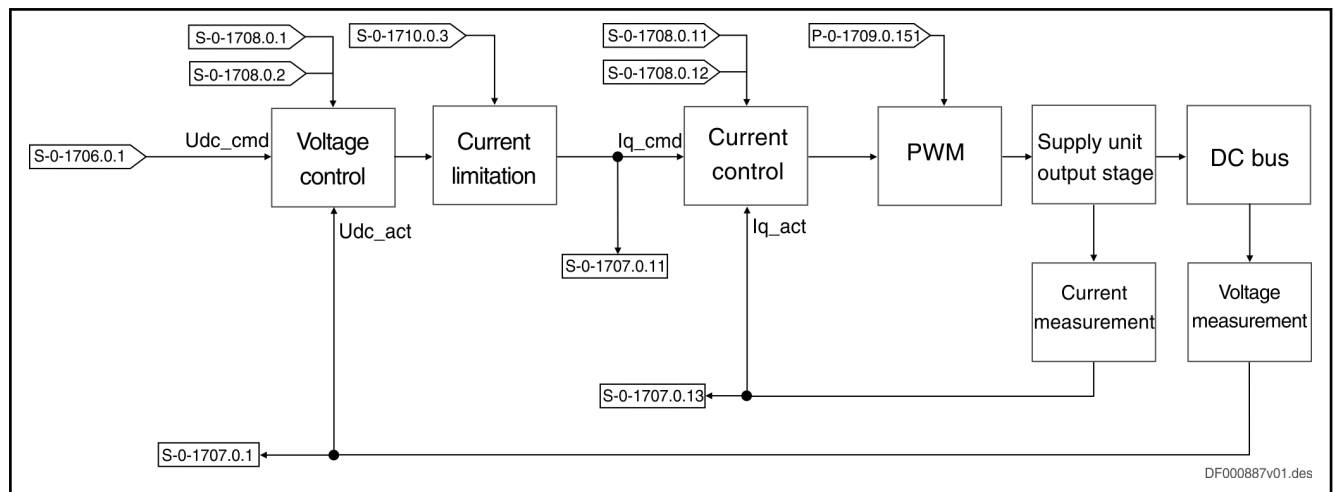 S-0-1708.0.1
S-0-1708.0.2
S-0-1710.0.3
S-0-1708.0.11
S-0-1708.0.12
P-0-1709.0.151
S-0-1706.0.1
Udc_cmd
Voltage
control
Current
limitation
Iq_cmd
Current
control
PWM
Supply unit
output stage
DC bus
Udc_act
Iq_act
S-0-1707.0.11
Current
measurement
Voltage
measurement
S-0-1707.0.13
S-0-1707.0.1
DF000887v01.des